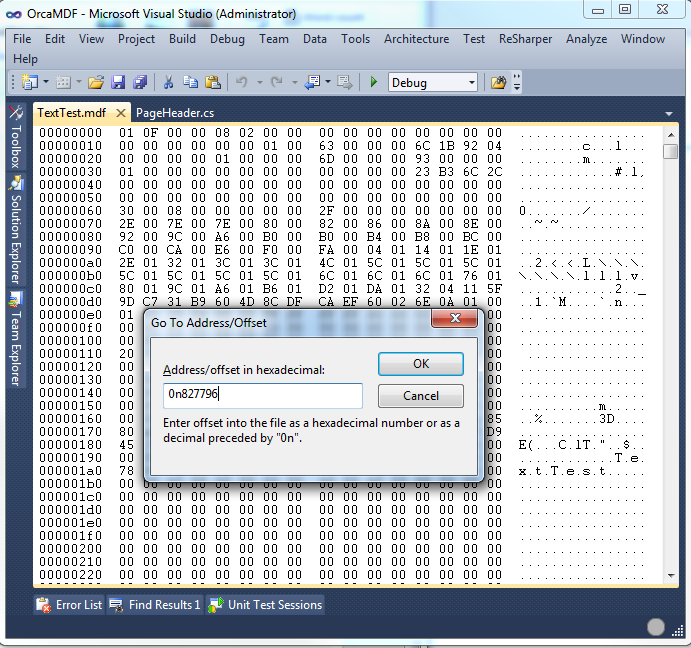 OrcaMDF - Microsoft Visual Studio (Administrator)
File Edit View Project Build Debug Team Data Tools Architecture Test ReSharper Analyze Window
Help
Debug
TextTest.mdf PageHeader.cs
Toolbox
Solution Explorer
Team Explorer
00000000 01 0F 00 00 08 02 00 00 00 00 00 00 00 00 00 00 ................
00000010 00 00 00 00 00 00 01 00 63 00 00 00 6C 1B 92 04 ........c...l...
00000020 00 00 00 00 01 00 00 00 6D 00 00 00 93 00 00 00 ........m.......
00000030 01 00 00 00 00 00 00 00 00 00 00 00 23 B3 6C 2C ............#.l,
00000040 00 00 00 00 00 00 00 00 00 00 00 00 00 00 00 00 ................
00000050 00 00 00 00 00 00 00 00 00 00 00 00 00 00 00 00 ................
00000060 30 00 08 00 00 00 00 00 2F 00 00 00 00 00 00 00 0......./.......
00000070 2E 00 7E 00 7E 00 80 00 82 00 86 00 8A 00 8E 00 ..~.~...........
00000080 92 00 9C 00 A6 00 B0 00 B0 00 B4 00 B8 00 BC 00 ................
00000090 C0 00 CA 00 E6 00 F0 00 FA 00 04 01 14 01 1E 01 ................
000000a0 2E 01 32 01 3C 01 3C 01 4C 01 5C 01 5C 01 5C 01 ..2.<.<.L.\.\.\.
000000b0 5C 01 5C 01 5C 01 5C 01 6C 01 6C 01 6C 01 76 01 \.\.\.\.l.l.l.v.
000000c0 80 01 9C 01 A6 01 B6 01 D2 01 DA 01 32 04 11 5F ............2.._
000000d0 9D C7 31 B9 60 4D 8C DF CA EF 60 02 6E 0A 01 00 ..1.`M....`.n...
000000e0 01
000000f0 00
00000100 00
00000110 20
00000120 00
00000130 00
00000140 00
00000150 00
00000160 00
00000170 80
00000180 45
00000190 00
000001a0 78
000001b0 00 00 00 00 00 00 00 00 00 00 00 00 00 00 00 00 ................
000001c0 00 00 00 00 00 00 00 00 00 00 00 00 00 00 00 00 ................
000001d0 00 00 00 00 00 00 00 00 00 00 00 00 00 00 00 00 ................
000001e0 00 00 00 00 00 00 00 00 00 00 00 00 00 00 00 00 ................
000001f0 00 00 00 00 00 00 00 00 00 00 00 00 00 00 00 00 ................
00000200 00 00 00 00 00 00 00 00 00 00 00 00 00 00 00 00 ................
00000210 00 00 00 00 00 00 00 00 00 00 00 00 00 00 00 00 ................
00000220 00 00 00 00 00 00 00 00 00 00 00 00 00 00 00 00 ................
Go To Address/Offset
Address/offset in hexadecimal:
0n827796
OK
Cancel
Enter offset into the file as a hexadecimal number or as a
decimal preceded by "0n".
Error List Find Results 1 Unit Test Sessions